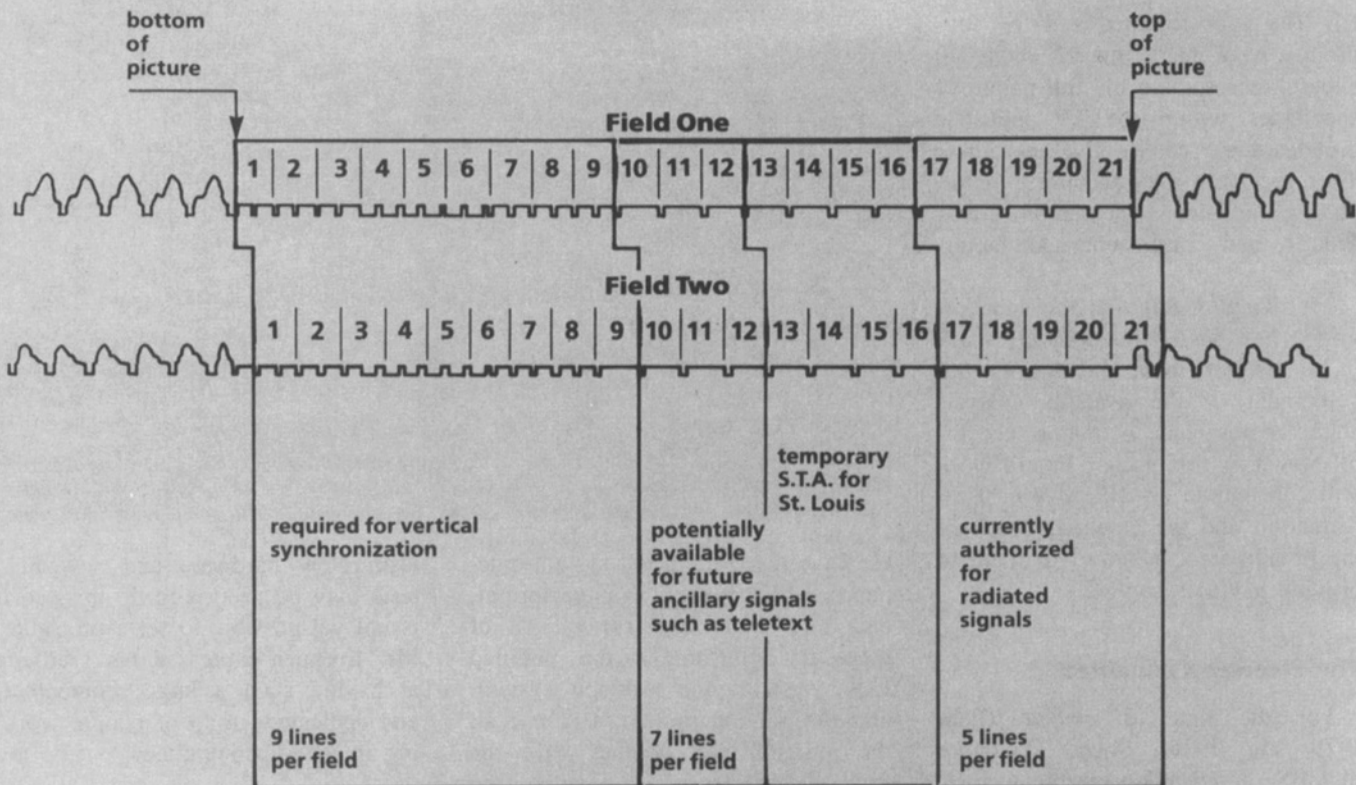 bottom
of
picture
top
of
picture
Field One
1 2 3 4 5 6 7 8 9 10 11 12 13 14 15 16 17 18 19 20 21
Field Two
1 2 3 4 5 6 7 8 9 10 11 12 13 14 15 16 17 18 19 20 21
required for vertical
synchronization
potentially
available
for future
ancillary signals
such as teletext
temporary
S.T.A. for
St. Louis
currently
authorized
for
radiated
signals
9 lines
per field
7 lines
per field
5 lines
per field